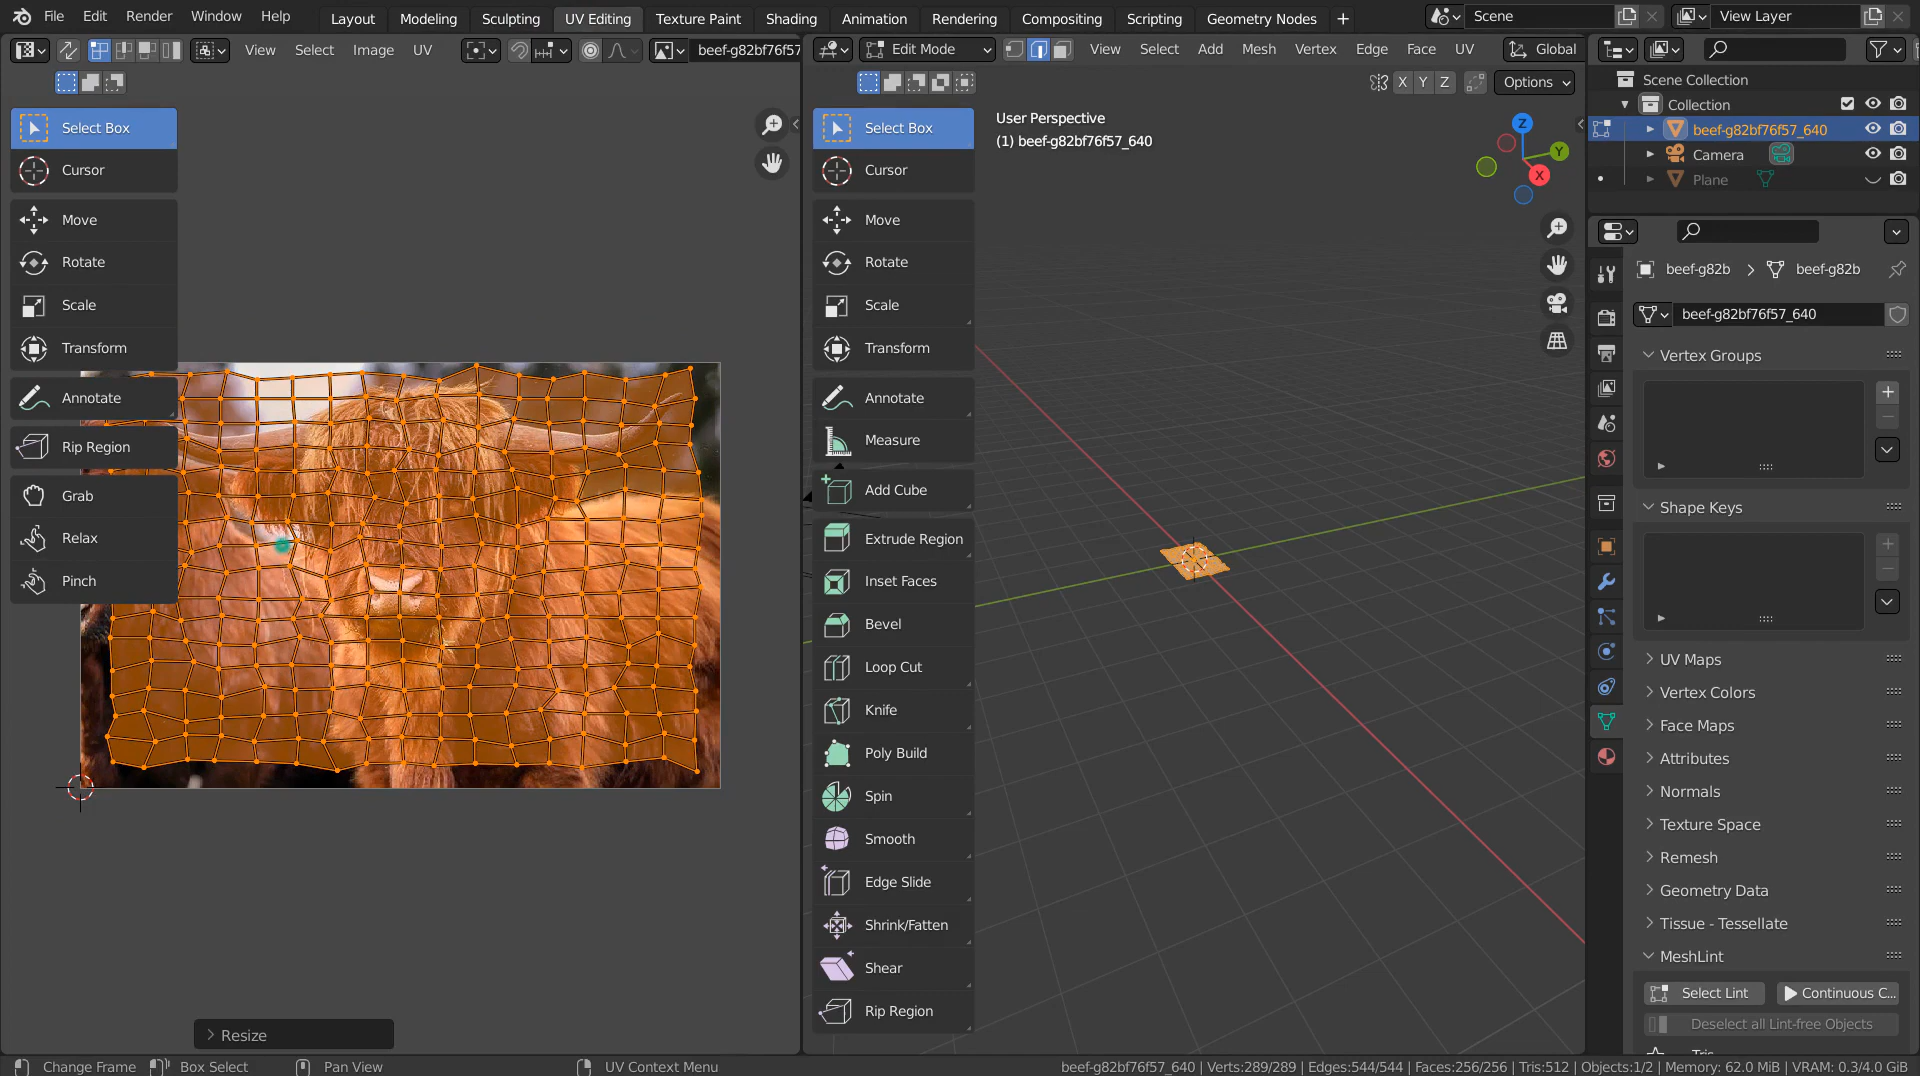 File Edit Render Window Help Layout Modeling Sculpting UV Editing Texture Paint Shading Animation Rendering Compositing Scripting Geometry Nodes + Scene View Layer
View Select Image UV beef-g82bf76f57 Edit Mode View Select Add Mesh Vertex Edge Face UV Global
X Y Z Options
Select Box
Cursor
Move
Rotate
Scale
Transform
Annotate
Rip Region
Grab
Relax
Pinch
> Resize
Select Box
Cursor
Move
Rotate
Scale
Transform
Annotate
Measure
Add Cube
Extrude Region
Inset Faces
Bevel
Loop Cut
Knife
Poly Build
Spin
Smooth
Edge Slide
Shrink/Fatten
Shear
Rip Region
User Perspective
(1) beef-g82bf76f57_640
Z
Y
X
Scene Collection
Collection
beef-g82bf76f57_640
Camera
Plane
beef-g82b > beef-g82b
beef-g82bf76f57_640
Vertex Groups
Shape Keys
UV Maps
Vertex Colors
Face Maps
Attributes
Normals
Texture Space
Remesh
Geometry Data
Tissue - Tessellate
MeshLint
Select Lint Continuous C...
Deselect all Lint-free Objects
Change Frame Box Select Pan View UV Context Menu beef-g82bf76f57_640 | Verts:289/289 | Edges:544/544 | Faces:256/256 | Tris:512 | Objects:1/2 | Memory: 62.0 MiB | VRAM: 0.3/4.0 GiB